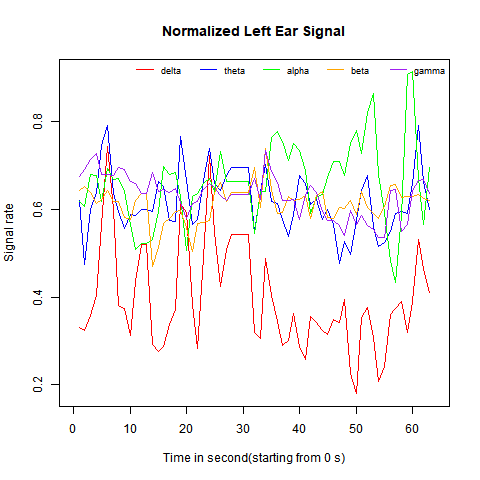 Normalized Left Ear Signal
delta theta alpha beta gamma
0.8
0.6
0.4
0.2
Signal rate
0 10 20 30 40 50 60
Time in second(starting from 0 s)